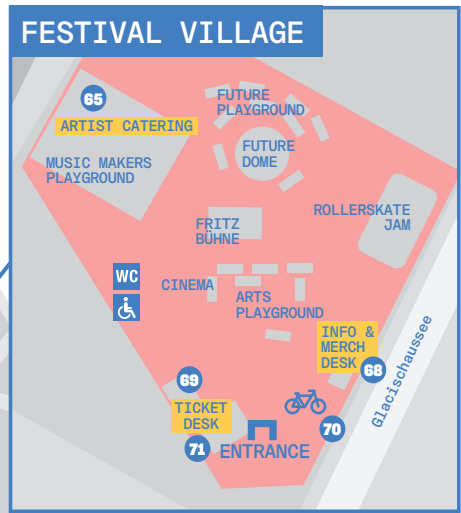 FESTIVAL VILLAGE
65
ARTIST CATERING
MUSIC MAKERS
PLAYGROUND
FUTURE
PLAYGROUND
FUTURE
DOME
ROLLERSKATE
JAM
FRITZ
BÜHNE
WC
CINEMA
ARTS
PLAYGROUND
INFO &
MERCH
DESK
68
Glacischaussee
69
TICKET
DESK
71
70
ENTRANCE